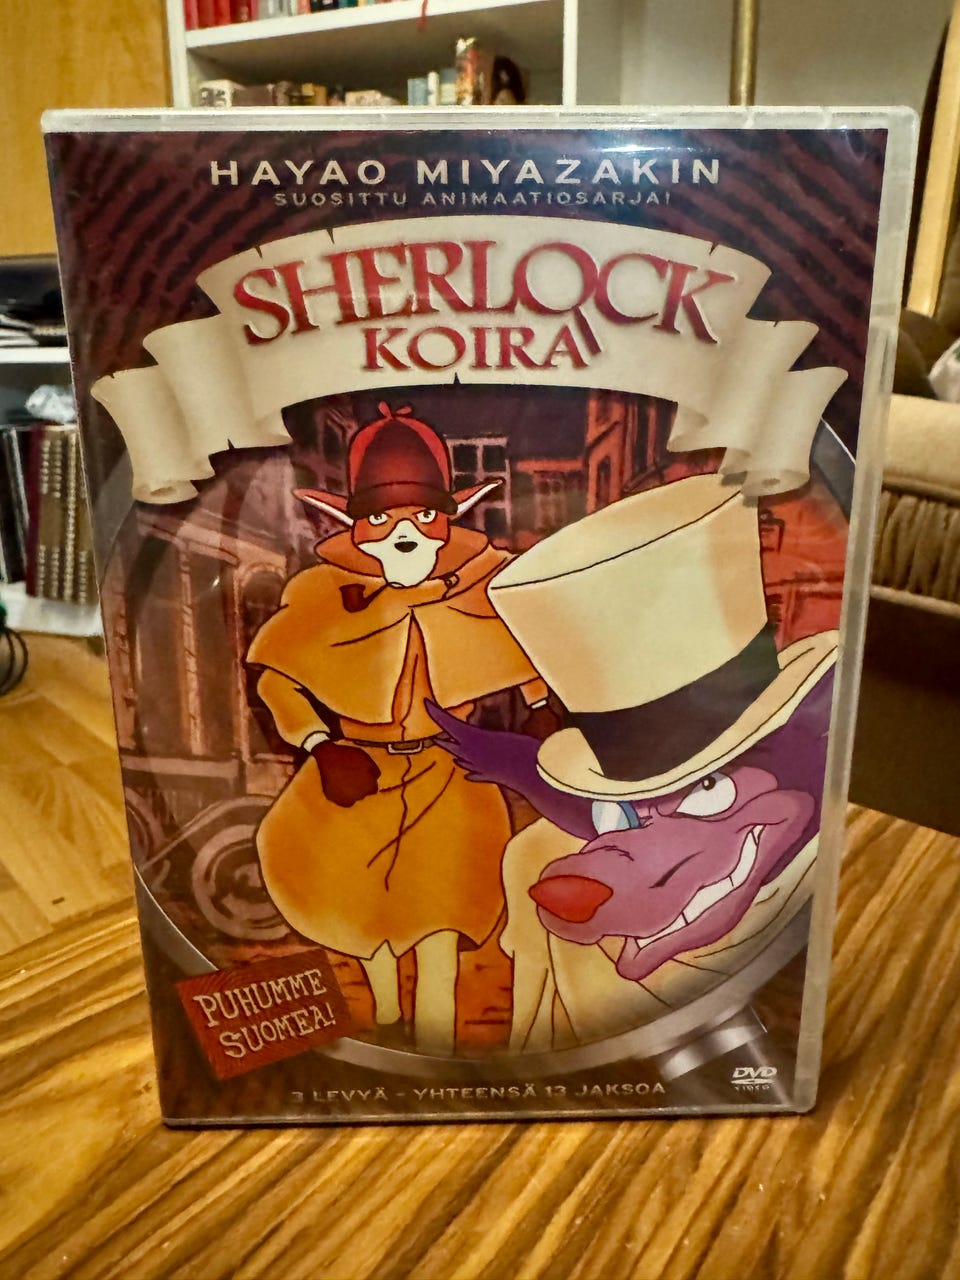 HAYAO MIYAZAKIN
SUOSITTU ANIMAATIOSARJA!
SHERLOCK
KOIRA
PUHUMME
SUOMEA!
3 LEVYÄ - YHTEENSÄ 13 JAKSOA
DVD
VIDEO